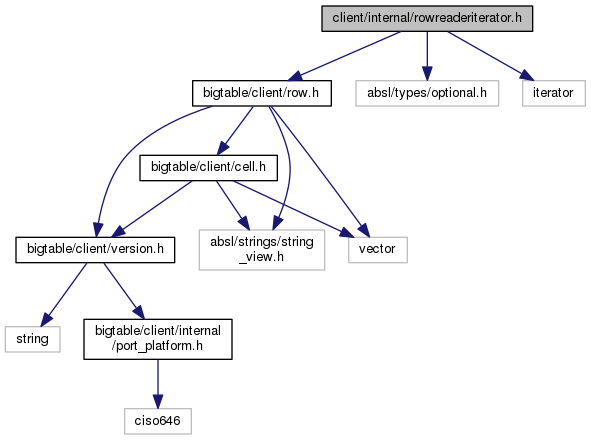 client/internal/rowreaderiterator.h
bigtable/client/row.h
absl/types/optional.h
iterator
bigtable/client/cell.h
bigtable/client/version.h
absl/strings/string
_view.h
vector
string
bigtable/client/internal
/port_platform.h
ciso646